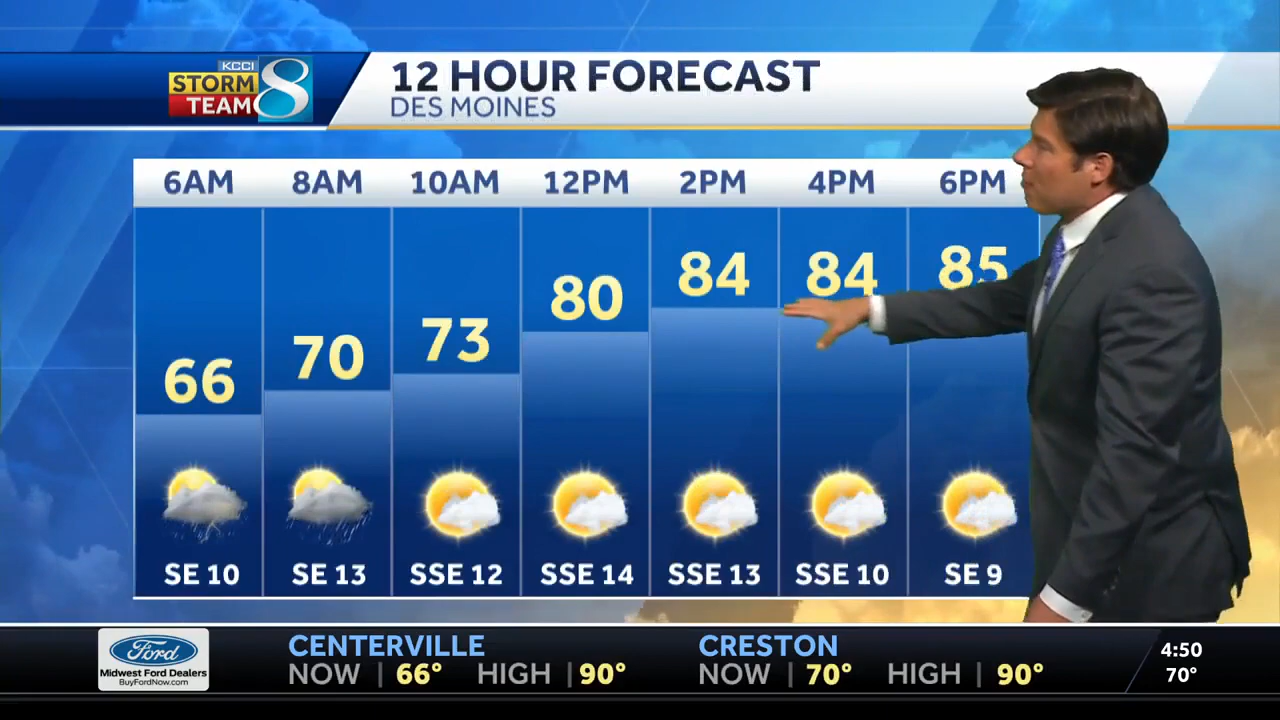 KCCI
STORM
TEAM 8
12 HOUR FORECAST
DES MOINES
6AM 8AM 10AM 12PM 2PM 4PM 6PM
66 70 73 80 84 84 85
SE 10 SE 13 SSE 12 SSE 14 SSE 13 SSE 10 SE 9
Ford
Midwest Ford Dealers
BuyFordNow.com
CENTERVILLE
NOW | 66° HIGH | 90°
CRESTON
NOW | 70° HIGH | 90°
4:50
70°